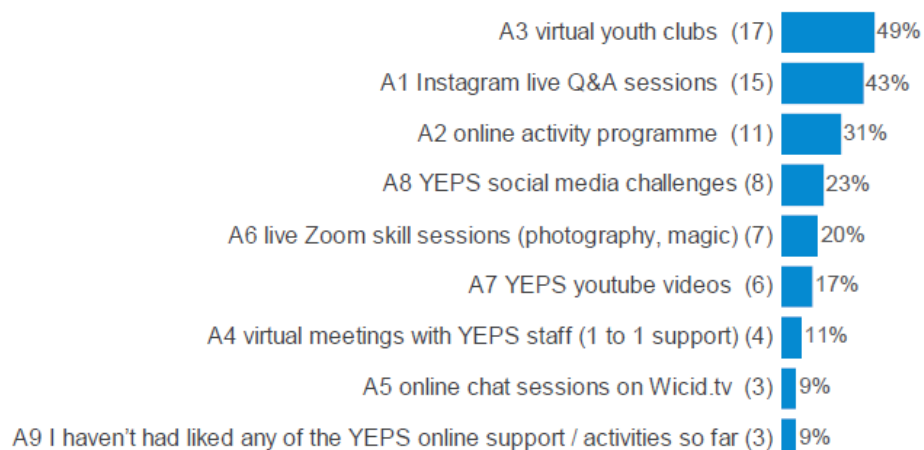 A3 virtual youth clubs (17) 49%
A1 Instagram live Q&A sessions (15) 43%
A2 online activity programme (11) 31%
A8 YEPS social media challenges (8) 23%
A6 live Zoom skill sessions (photography, magic) (7) 20%
A7 YEPS youtube videos (6) 17%
A4 virtual meetings with YEPS staff (1 to 1 support) (4) 11%
A5 online chat sessions on Wicid.tv (3) 9%
A9 I haven't had liked any of the YEPS online support / activities so far (3) 9%